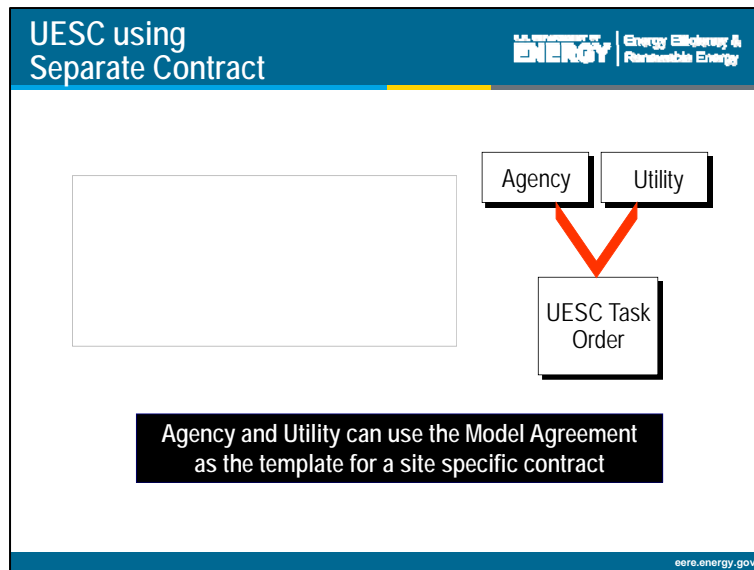 UESC using
Separate Contract
U.S. DEPARTMENT OF
ENERGY
Energy Efficiency &
Renewable Energy
Agency
Utility
UESC Task
Order
Agency and Utility can use the Model Agreement
as the template for a site specific contract
eere.energy.gov